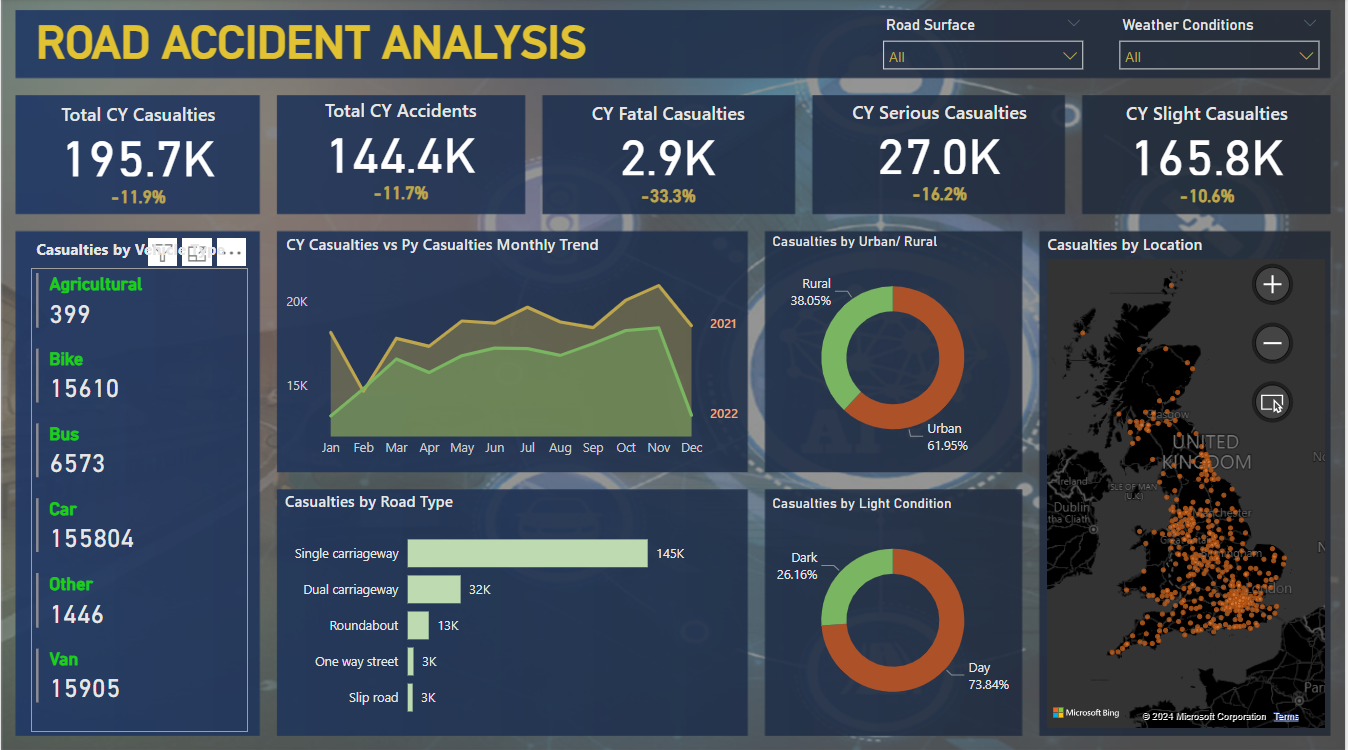 ROAD ACCIDENT ANALYSIS
Road Surface
All
Weather Conditions
All
Total CY Casualties
195.7K
-11.9%
Total CY Accidents
144.4K
-11.7%
CY Fatal Casualties
2.9K
-33.3%
CY Serious Casualties
27.0K
-16.2%
CY Slight Casualties
165.8K
-10.6%
Casualties by
Agricultural
399
Bike
15610
Bus
6573
Car
155804
Other
1446
Van
15905
CY Casualties vs Py Casualties Monthly Trend
20K
15K
2021
2022
Jan Feb Mar Apr May Jun Jul Aug Sep Oct Nov Dec
Casualties by Road Type
Single carriageway 145K
Dual carriageway 32K
Roundabout 13K
One way street 3K
Slip road 3K
Casualties by Urban/ Rural
Rural
38.05%
Urban
61.95%
Casualties by Light Condition
Dark
26.16%
Day
73.84%
Casualties by Location
Glasgow
UNITED
KINGDOM
Ireland
ISLE OF MAN
(U.K.)
Dublin
Manchester
London
Microsoft Bing
© 2024 Microsoft Corporation Terms